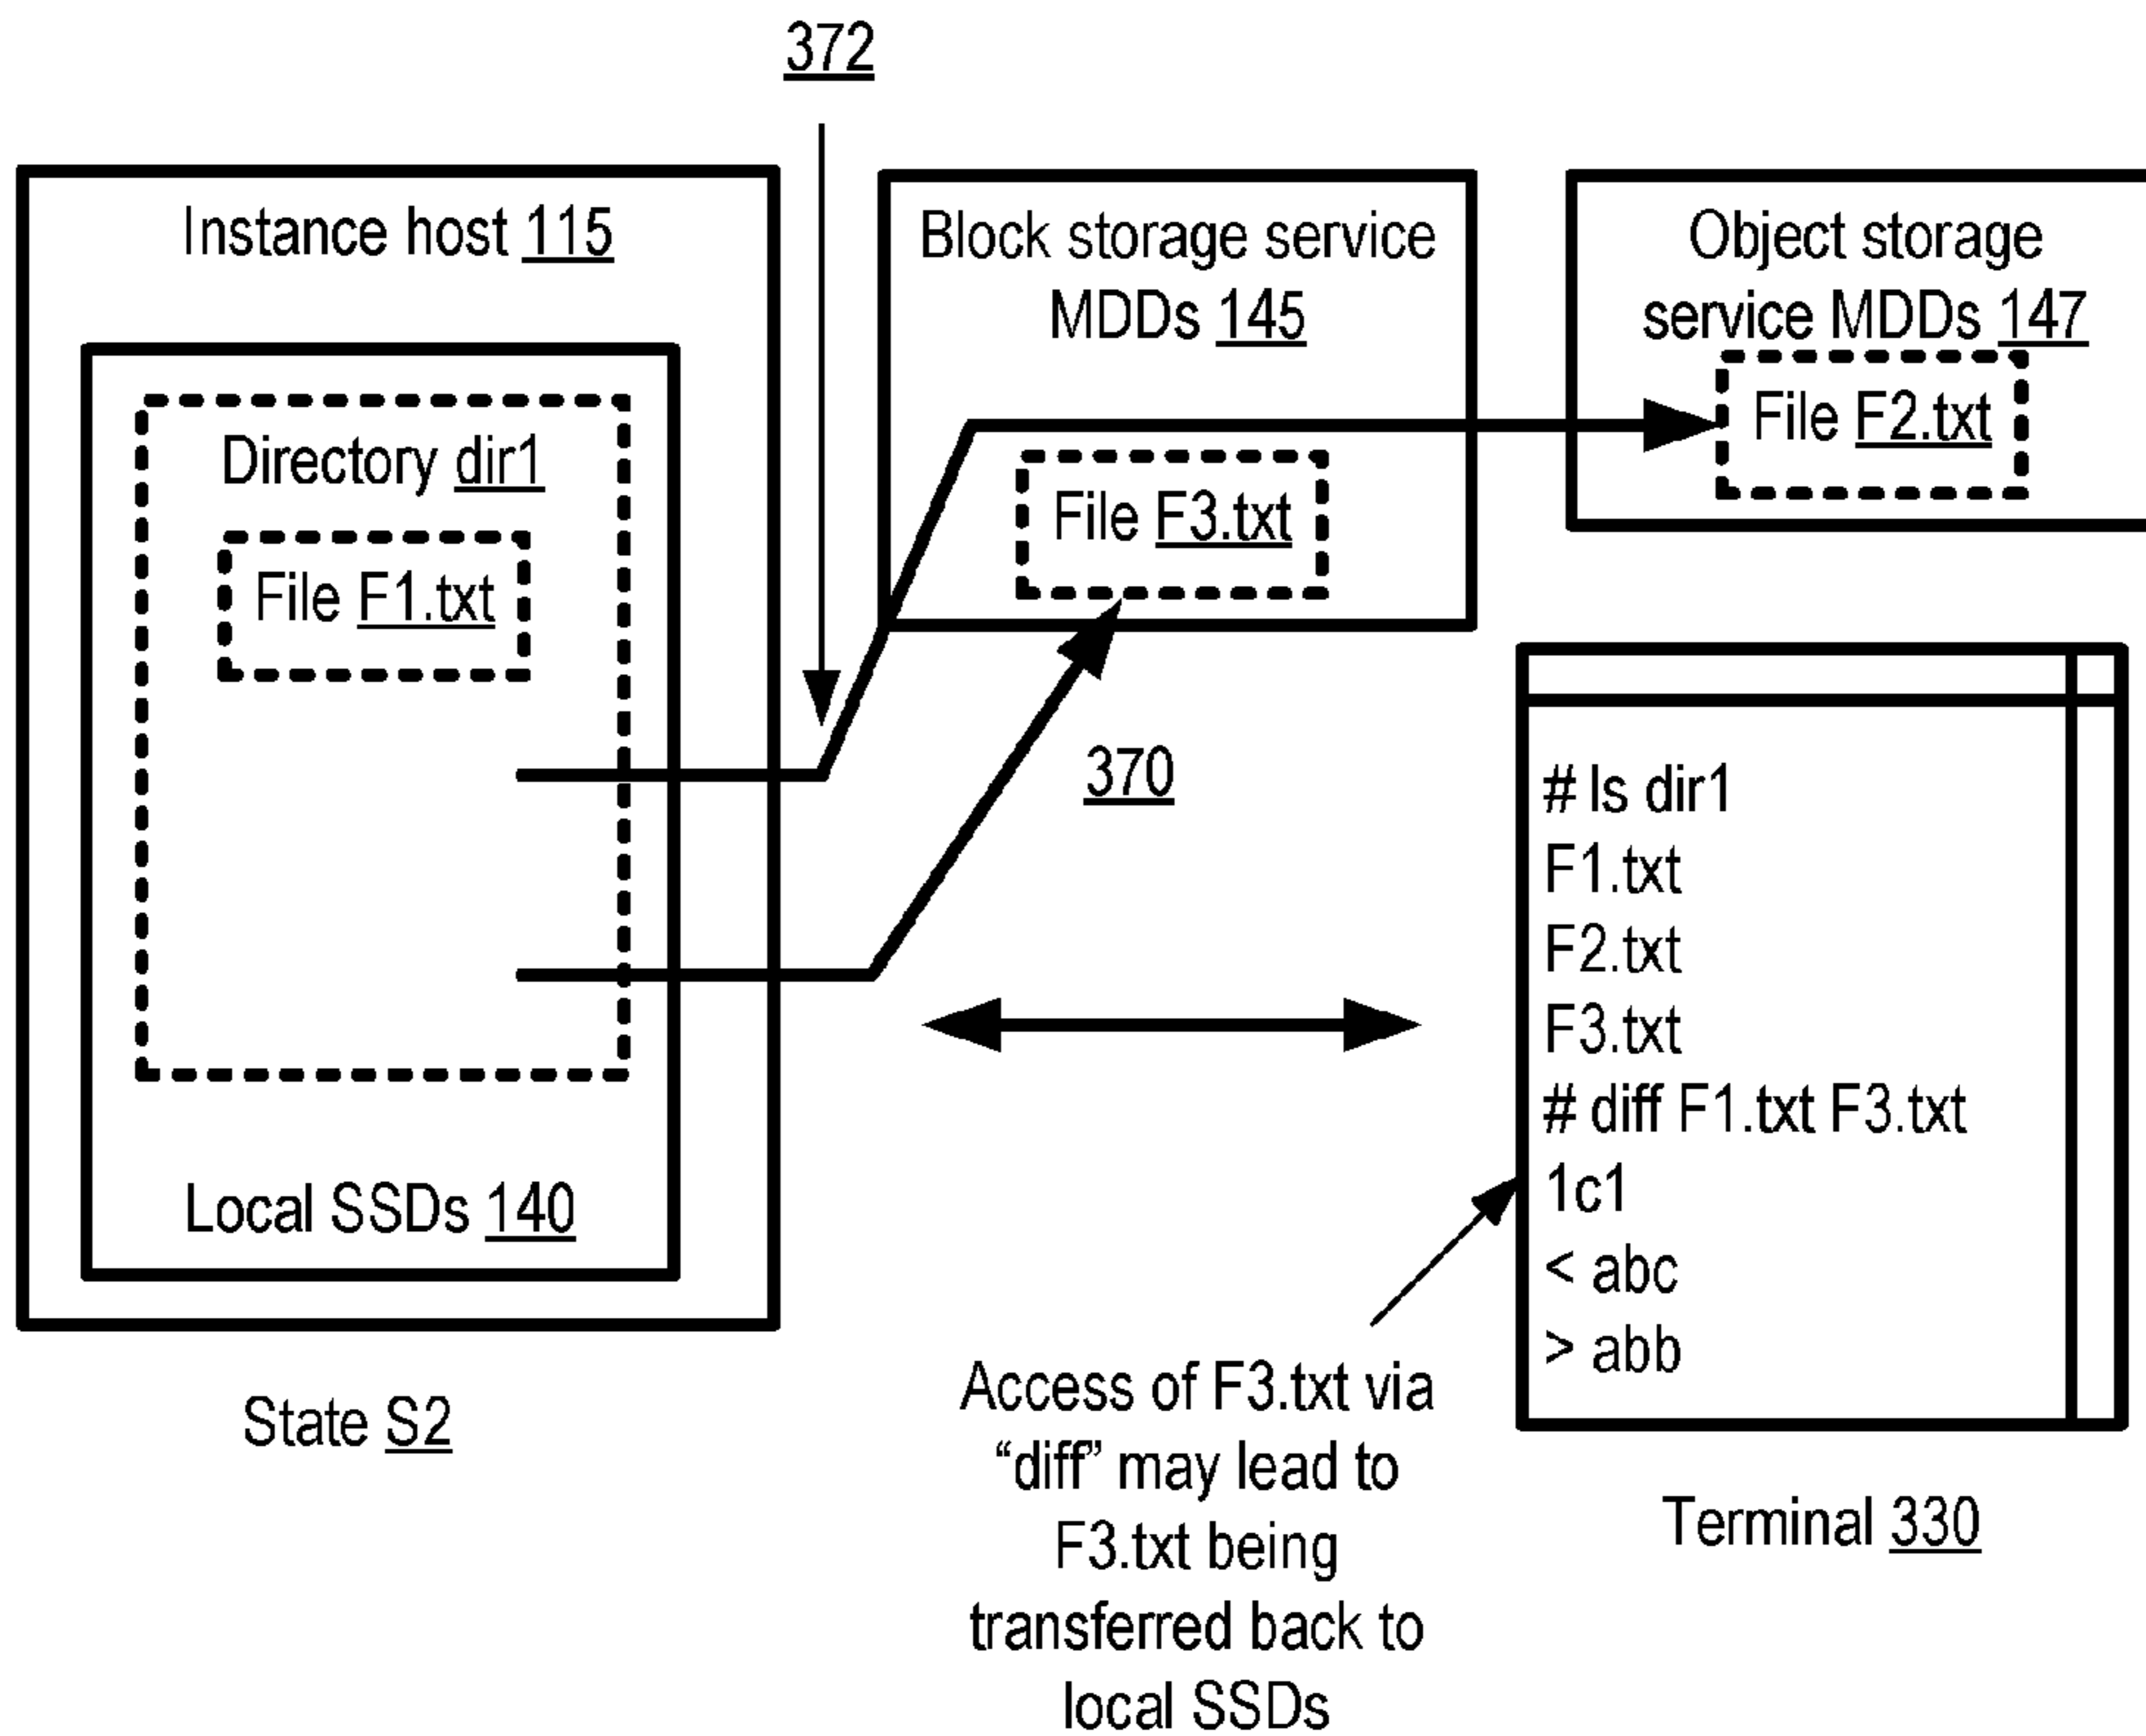 372
Instance host 115
Directory dir1
File F1.txt
Local SSDs 140
State S2
Block storage service
MDDs 145
File F3.txt
370
Object storage
service MDDs 147
File F2.txt
# ls dir1
F1.txt
F2.txt
F3.txt
# diff F1.txt F3.txt
1c1
< abc
> abb
Terminal 330
Access of F3.txt via
“diff” may lead to
F3.txt being
transferred back to
local SSDs